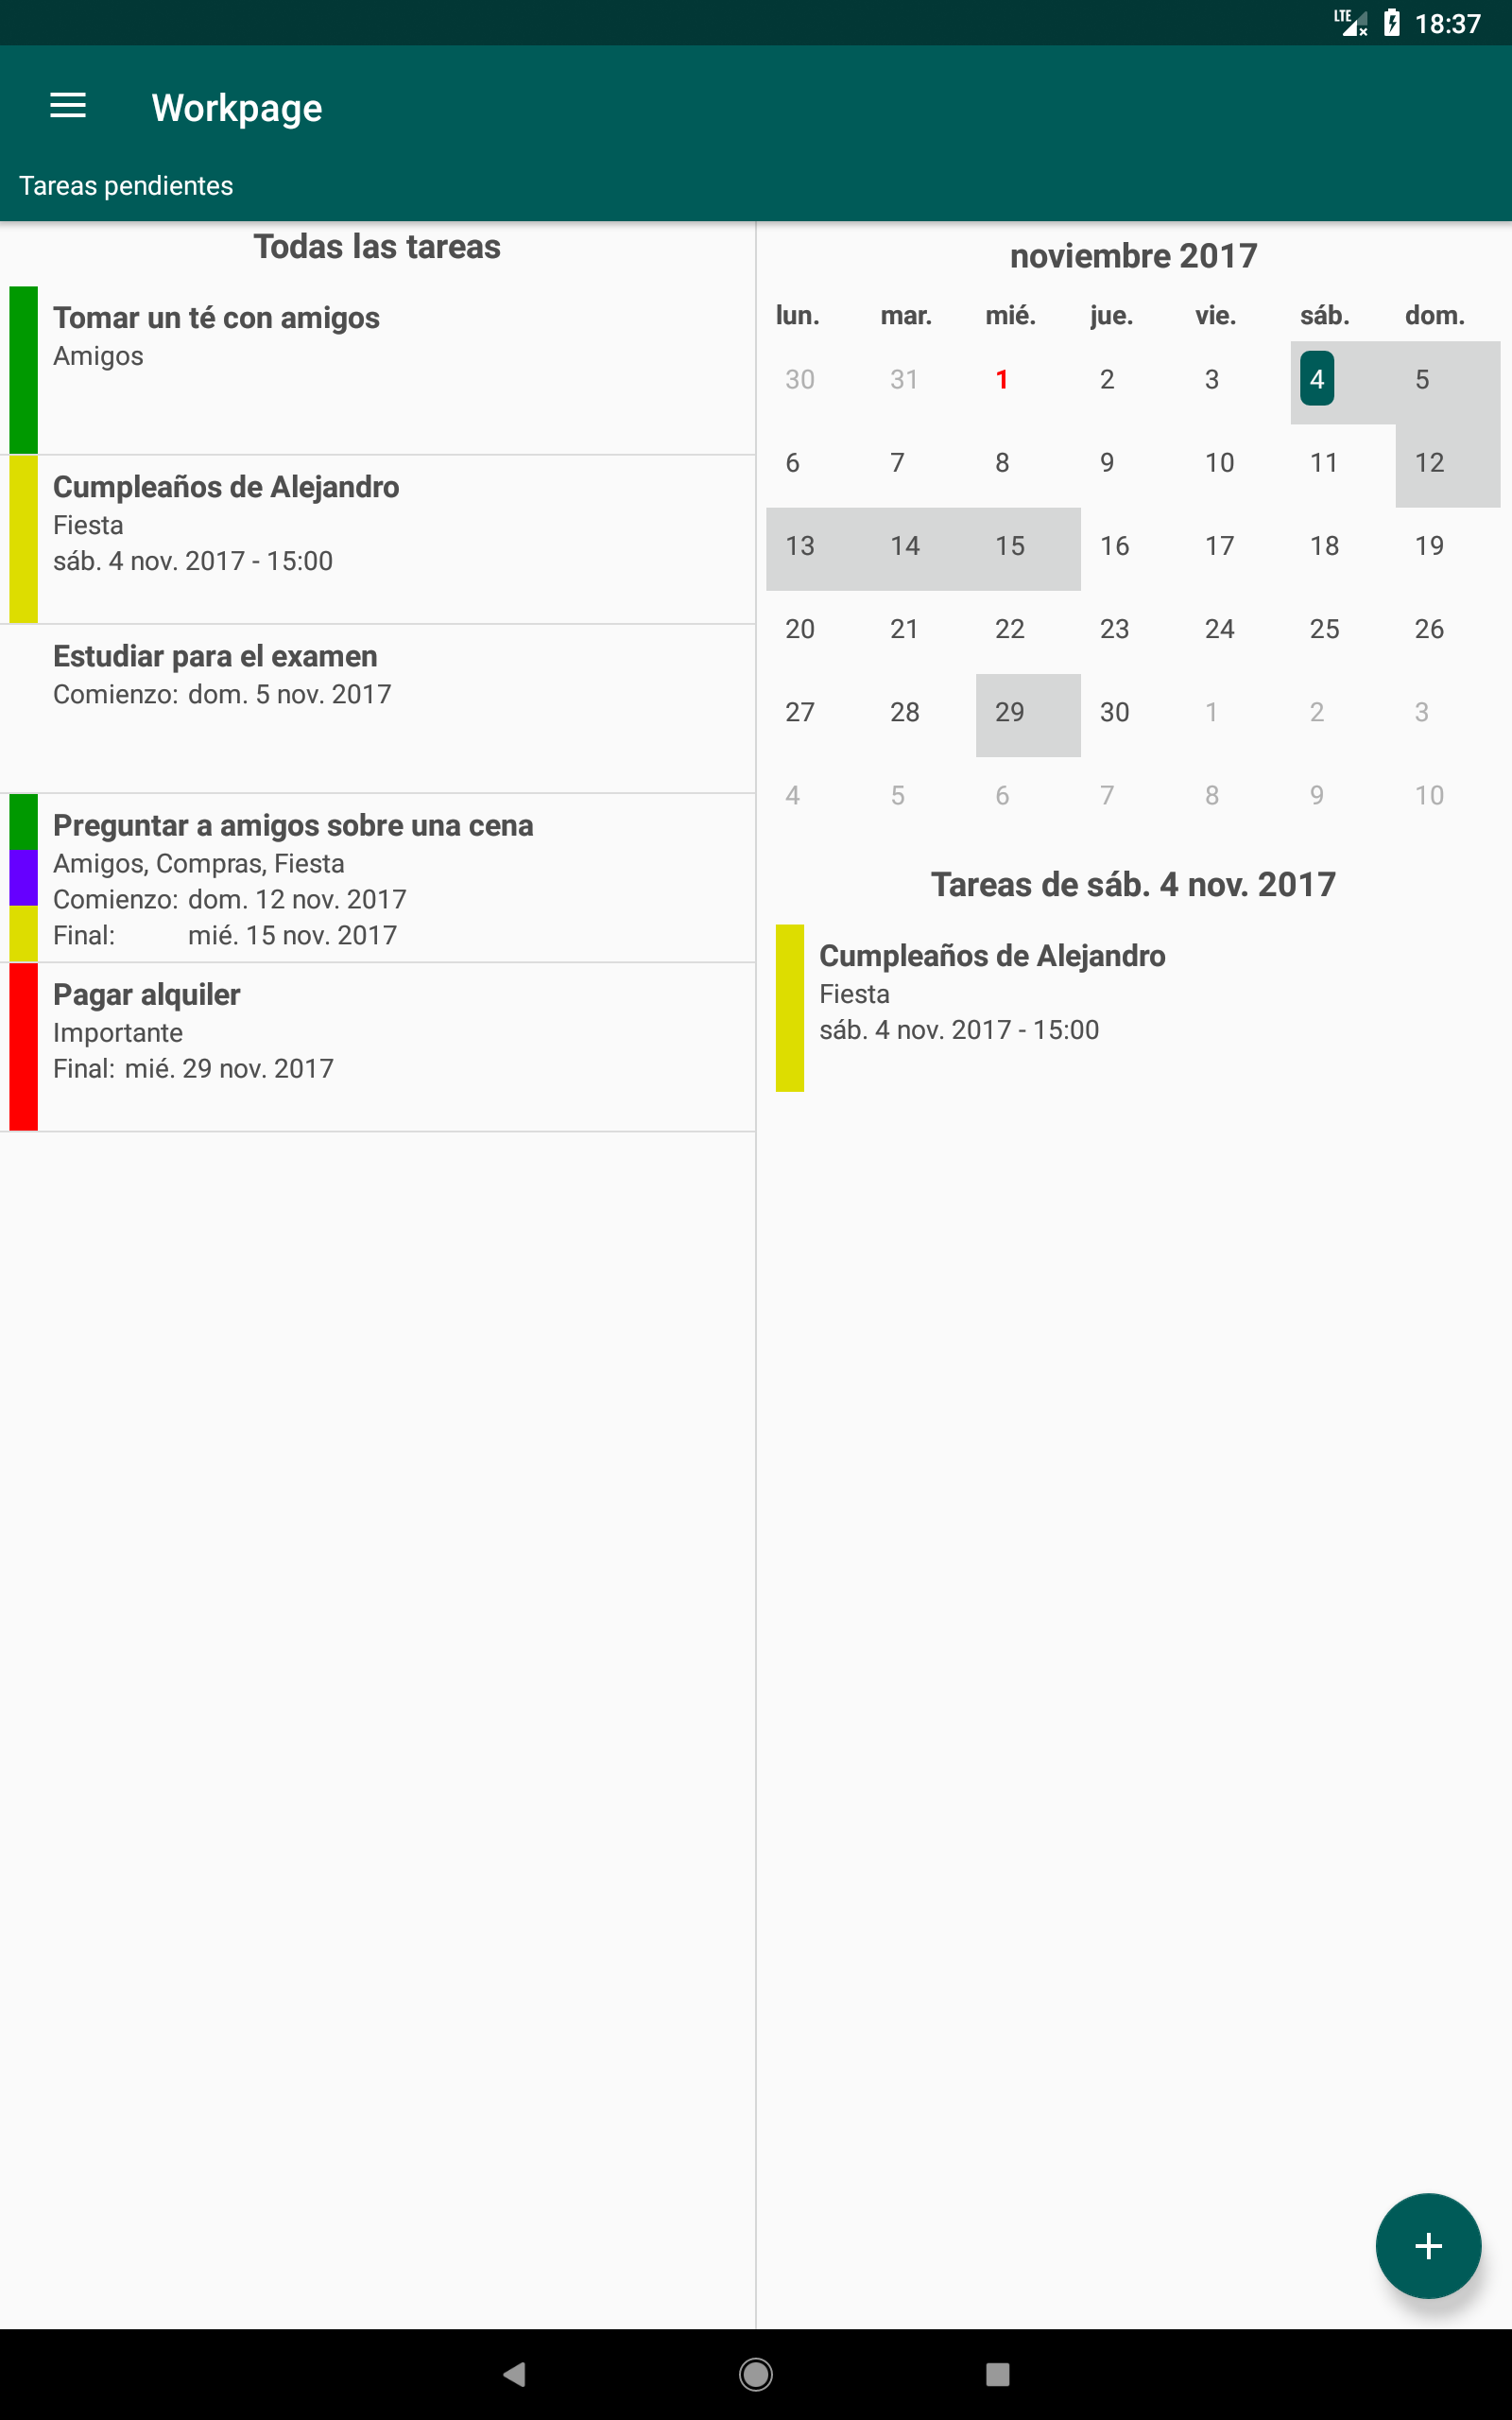 LTE 18:37
Workpage
Tareas pendientes
Todas las tareas
Tomar un té con amigos
Amigos
Cumpleaños de Alejandro
Fiesta
sáb. 4 nov. 2017 - 15:00
Estudiar para el examen
Comienzo: dom. 5 nov. 2017
Preguntar a amigos sobre una cena
Amigos, Compras, Fiesta
Comienzo: dom. 12 nov. 2017
Final: mié. 15 nov. 2017
Pagar alquiler
Importante
Final: mié. 29 nov. 2017
noviembre 2017
lun. mar. mié. jue. vie. sáb. dom.
30 31 1 2 3 4 5
6 7 8 9 10 11 12
13 14 15 16 17 18 19
20 21 22 23 24 25 26
27 28 29 30 1 2 3
4 5 6 7 8 9 10
Tareas de sáb. 4 nov. 2017
Cumpleaños de Alejandro
Fiesta
sáb. 4 nov. 2017 - 15:00